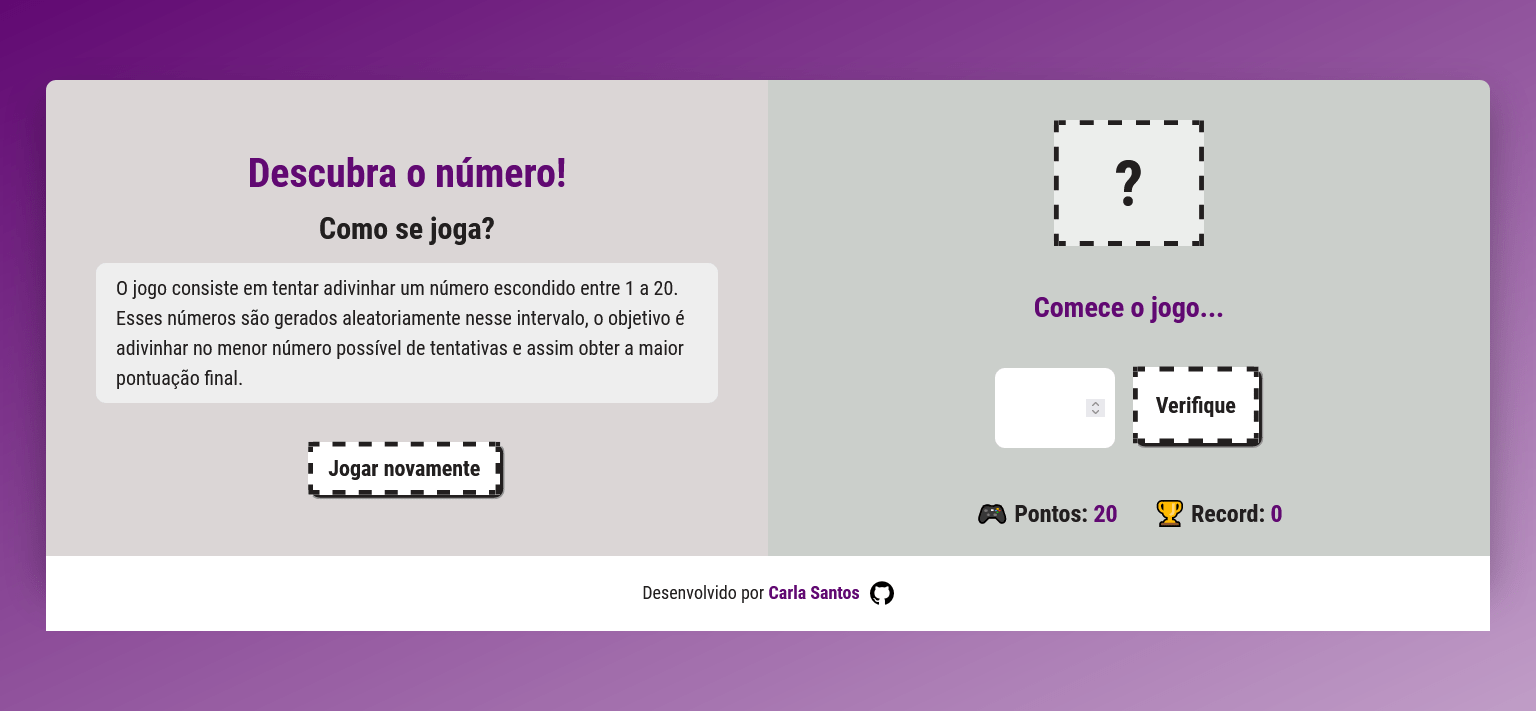 Descubra o número!
Como se joga?
O jogo consiste em tentar adivinhar um número escondido entre 1 a 20.
Esses números são gerados aleatoriamente nesse intervalo, o objetivo é
adivinhar no menor número possível de tentativas e assim obter a maior
pontuação final.
Jogar novamente
?
Comece o jogo...
Verifique
🎮 Pontos: 20
🏆 Record: 0
Desenvolvido por Carla Santos